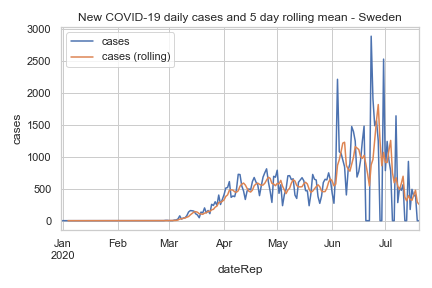 New COVID-19 daily cases and 5 day rolling mean - Sweden
3000
2500
2000
1500
1000
500
0
cases
cases
cases (rolling)
Jan
2020
Feb
Mar
Apr
May
Jun
Jul
dateRep